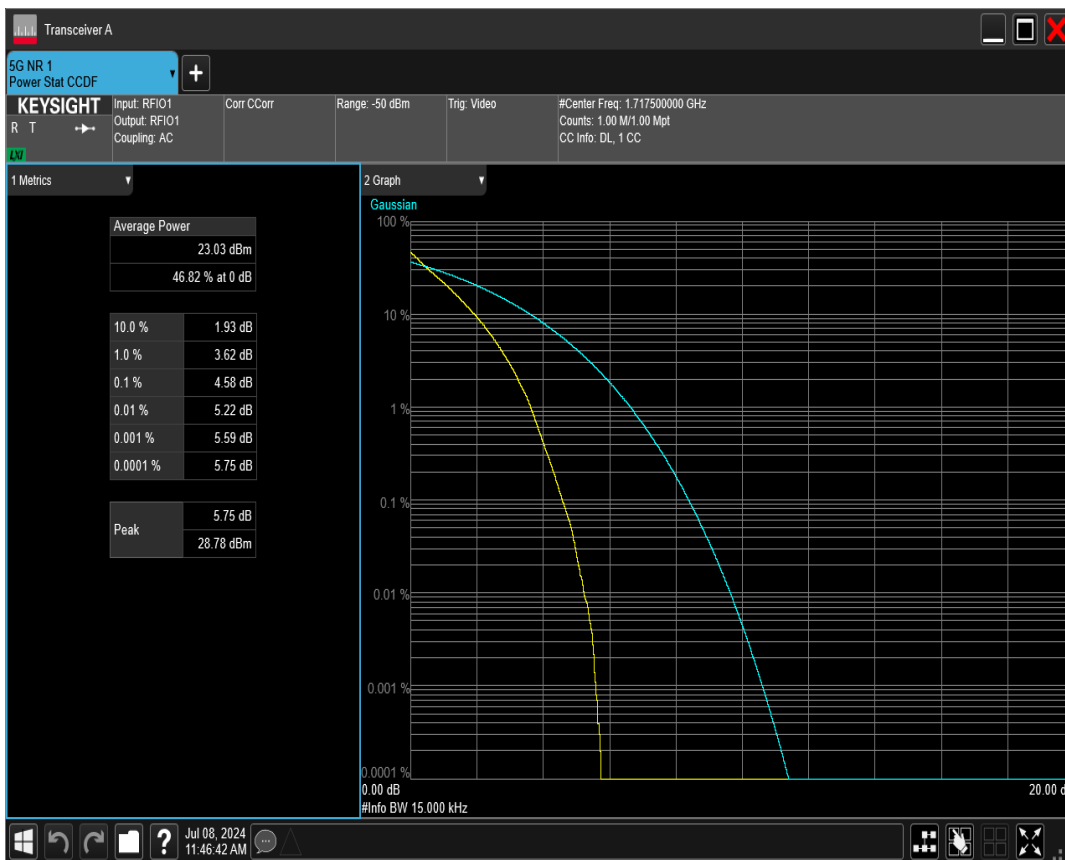 Transceiver A
5G NR 1
Power Stat CCDF
KEYSIGHT
R T
LXI
Input: RFIO1
Output: RFIO1
Coupling: AC
Corr CCorr
Range: -50 dBm
Trig: Video
#Center Freq: 1.717500000 GHz
Counts: 1.00 M/1.00 Mpt
CC Info: DL, 1 CC
1 Metrics
Average Power
23.03 dBm
46.82 % at 0 dB
10.0 % 1.93 dB
1.0 % 3.62 dB
0.1 % 4.58 dB
0.01 % 5.22 dB
0.001 % 5.59 dB
0.0001 % 5.75 dB
Peak 5.75 dB
28.78 dBm
2 Graph
Gaussian
100 %
10 %
1 %
0.1 %
0.01 %
0.001 %
0.0001 %
0.00 dB
20.00 d
#Info BW 15.000 kHz
?
Jul 08, 2024
11:46:42 AM